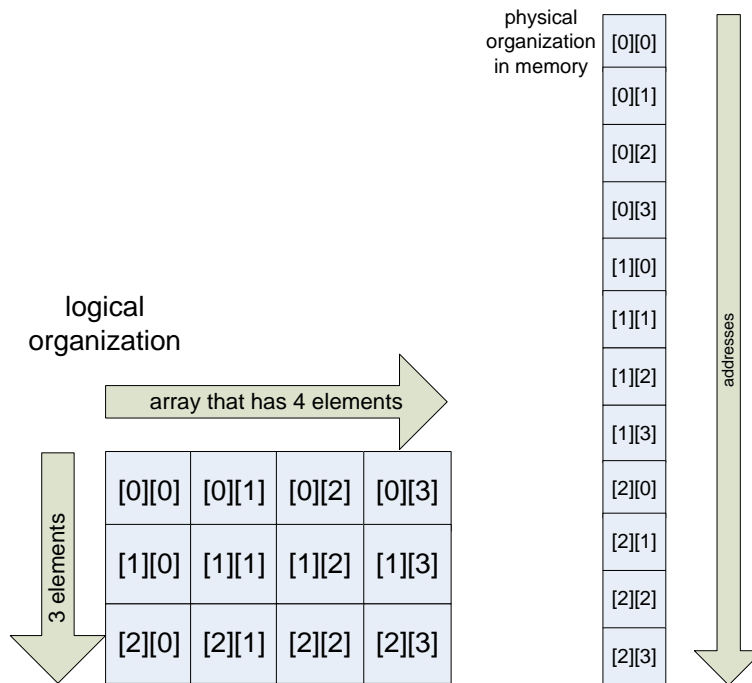 physical
organization
in memory
[0][0]
[0][1]
[0][2]
[0][3]
[1][0]
[1][1]
[1][2]
[1][3]
[2][0]
[2][1]
[2][2]
[2][3]
addresses
logical
organization
array that has 4 elements
3 elements
[0][0] [0][1] [0][2] [0][3]
[1][0] [1][1] [1][2] [1][3]
[2][0] [2][1] [2][2] [2][3]